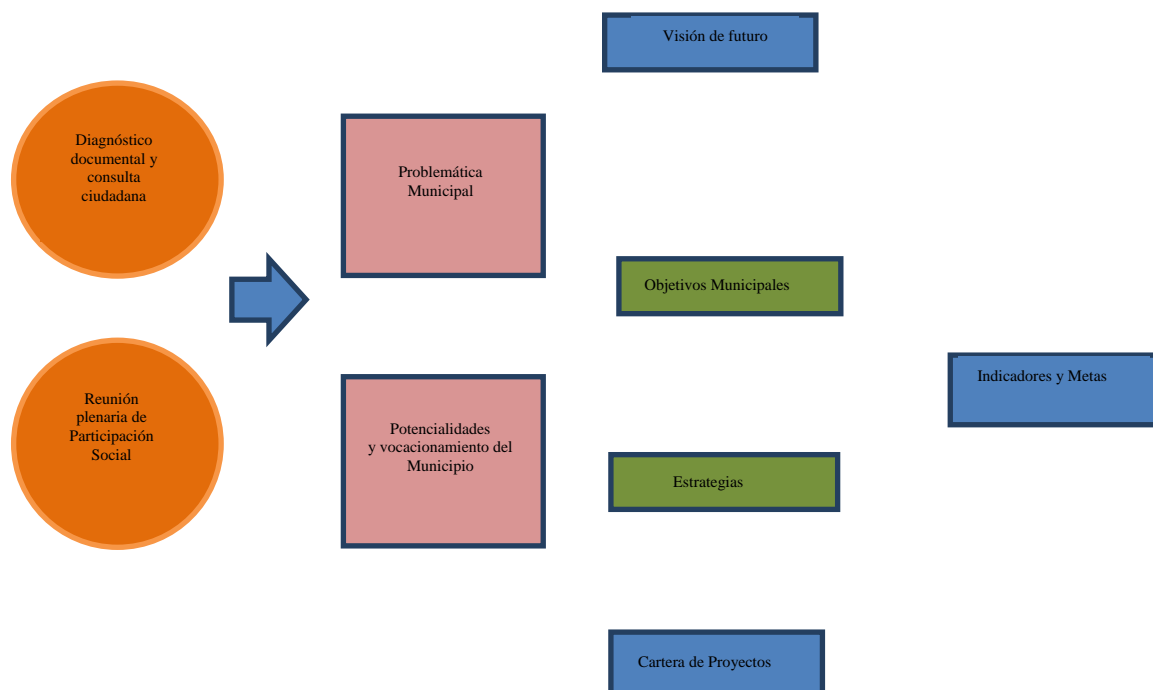 Visión de futuro
Diagnóstico
documental y
consulta
ciudadana
Problemática
Municipal
Objetivos Municipales
Indicadores y Metas
Reunión
plenaria de
Participación
Social
Potencialidades
y vocacionamiento del
Municipio
Estrategias
Cartera de Proyectos